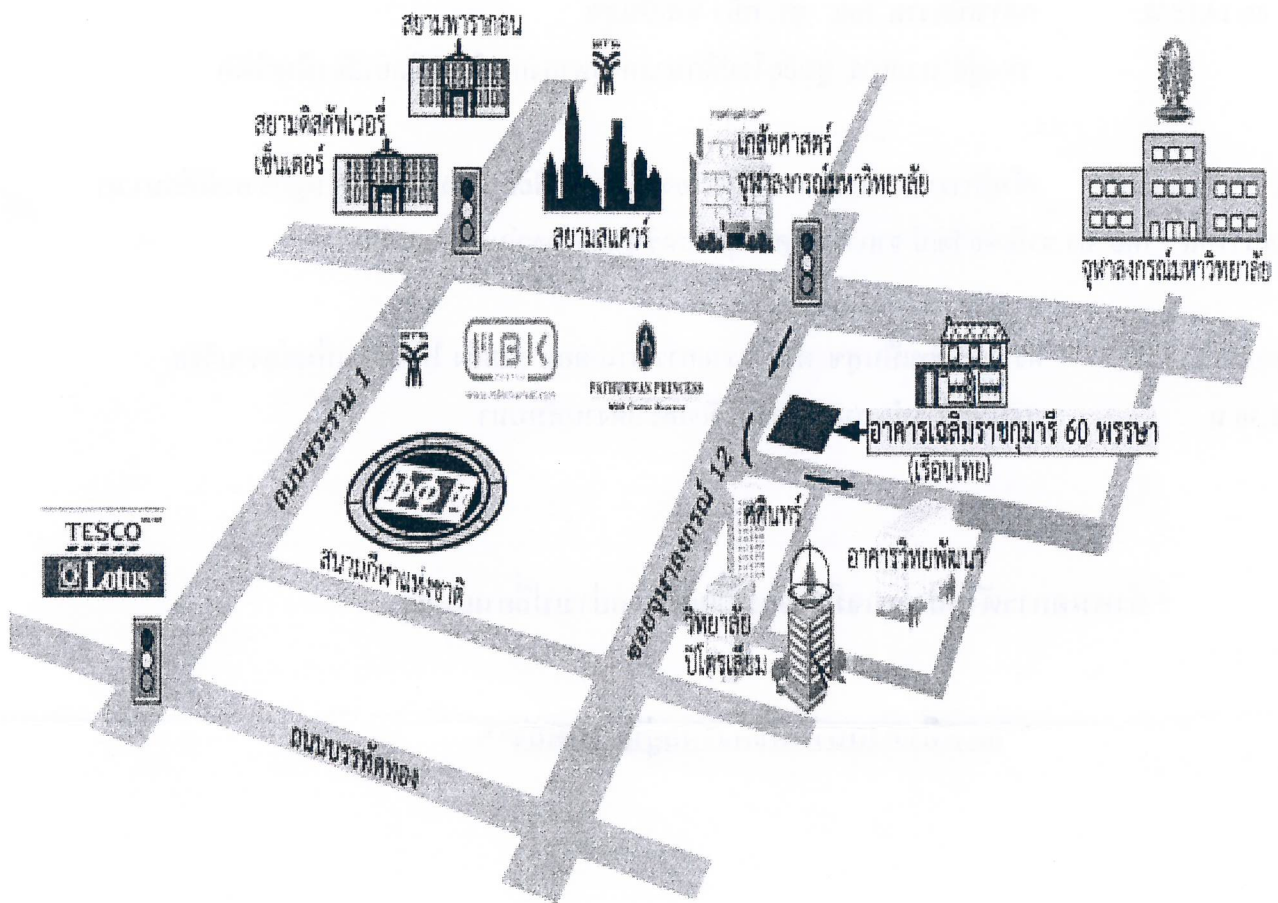 สยามพารากอน
สยามดิสคัฟเวอรี่
เซ็นเตอร์
สยามสแควร์
เภสัชศาสตร์
จุฬาลงกรณ์มหาวิทยาลัย
จุฬาลงกรณ์มหาวิทยาลัย
MBK
PATHUMWAN PRINCESS
ถนนพระราม 1
อาคารเฉลิมราชกุมารี 60 พรรษา
(เรือนไทย)
ซอยจุฬาลงกรณ์ 12
สนามกีฬาแห่งชาติ
TESCO
Lotus
ศศินทร์
อาคารวิทยพัฒนา
วิทยาลัย
ปิโตรเลียม
ถนนบรรทัดทอง